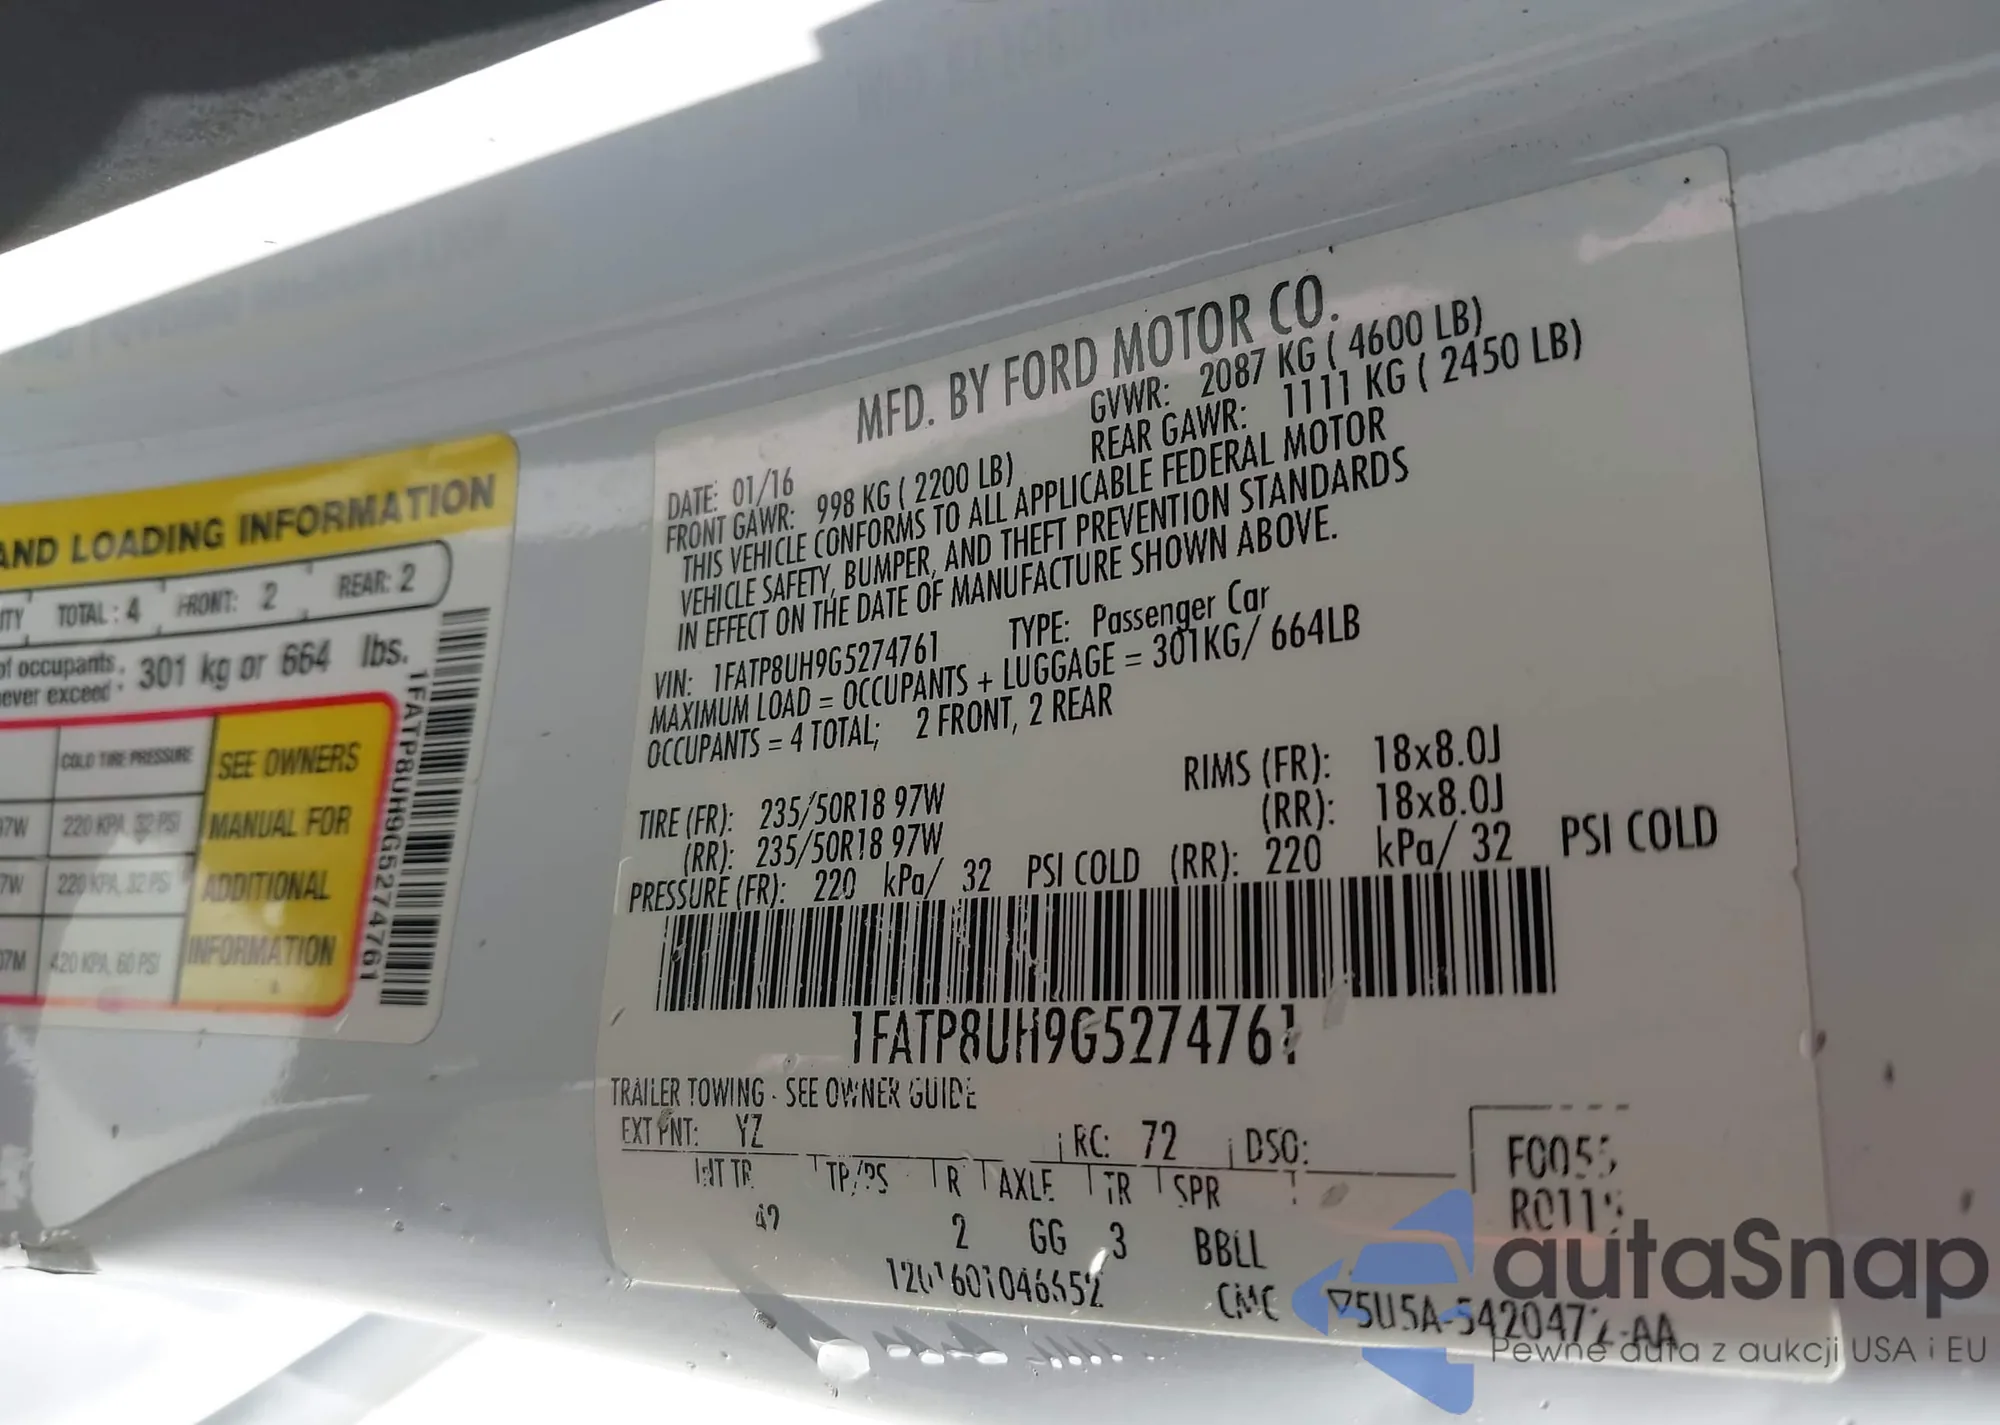 AND LOADING INFORMATION
TOTAL : 4 FRONT: 2 REAR: 2
of occupants. 301 kg or 664 lbs.
never exceed
COLD TIRE PRESSURE
SEE OWNERS
MANUAL FOR
ADDITIONAL
INFORMATION
97W 220 KPA, 32 PSI
7W 220 KPA, 32 PSI
420 KPA, 60 PSI
1FATP8UH9G5274761
MFD. BY FORD MOTOR CO.
DATE: 01/16 GVWR: 2087 KG ( 4600 LB)
FRONT GAWR: 998 KG ( 2200 LB) REAR GAWR: 1111 KG ( 2450 LB)
THIS VEHICLE CONFORMS TO ALL APPLICABLE FEDERAL MOTOR
VEHICLE SAFETY, BUMPER, AND THEFT PREVENTION STANDARDS
IN EFFECT ON THE DATE OF MANUFACTURE SHOWN ABOVE.
VIN: 1FATP8UH9G5274761 TYPE: Passenger Car
MAXIMUM LOAD = OCCUPANTS + LUGGAGE = 301KG/ 664LB
OCCUPANTS = 4 TOTAL; 2 FRONT, 2 REAR
TIRE (FR): 235/50R18 97W RIMS (FR): 18x8.0J
(RR): 235/50R18 97W (RR): 18x8.0J
PRESSURE (FR): 220 kPa/ 32 PSI COLD (RR): 220 kPa/ 32 PSI COLD
1FATP8UH9G5274761
TRAILER TOWING - SEE OWNER GUIDE
EXT PNT: YZ RC: 72 DSO:
INT TR TP/PS R AXLE TR SPR
2 GG 3 BBLL
CMC
autaSnap
Pewne auta z aukcji USA i EU